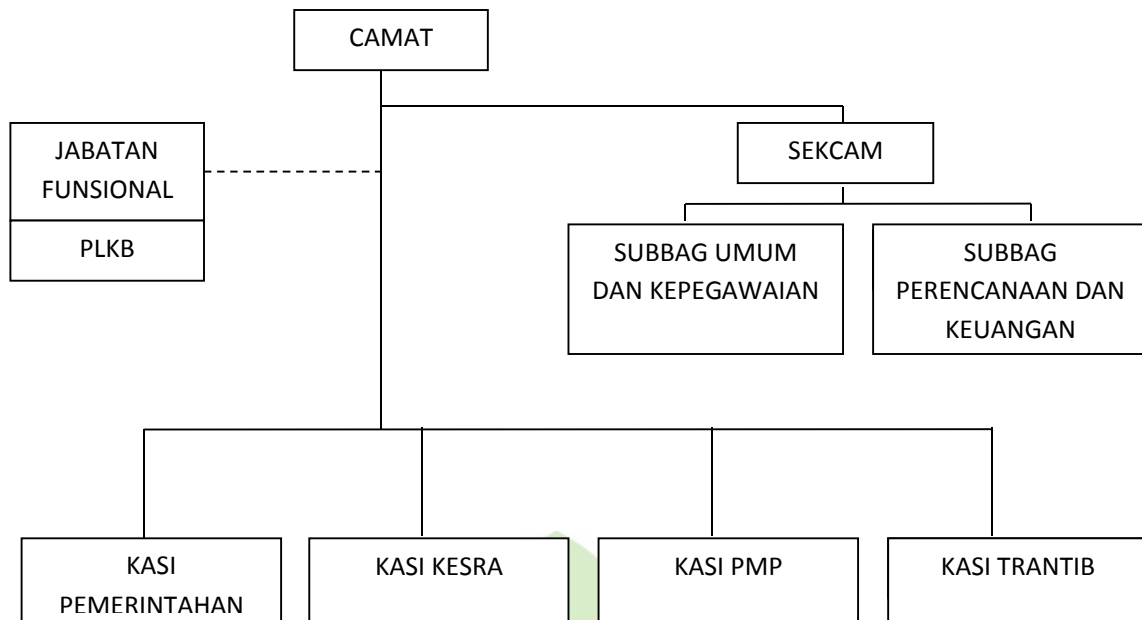 CAMAT
JABATAN
FUNSIONAL
PLKB
SEKCAM
SUBBAG UMUM
DAN KEPEGAWAIAN
SUBBAG
PERENCANAAN DAN
KEUANGAN
KASI
PEMERINTAHAN
KASI KESRA
KASI PMP
KASI TRANTIB